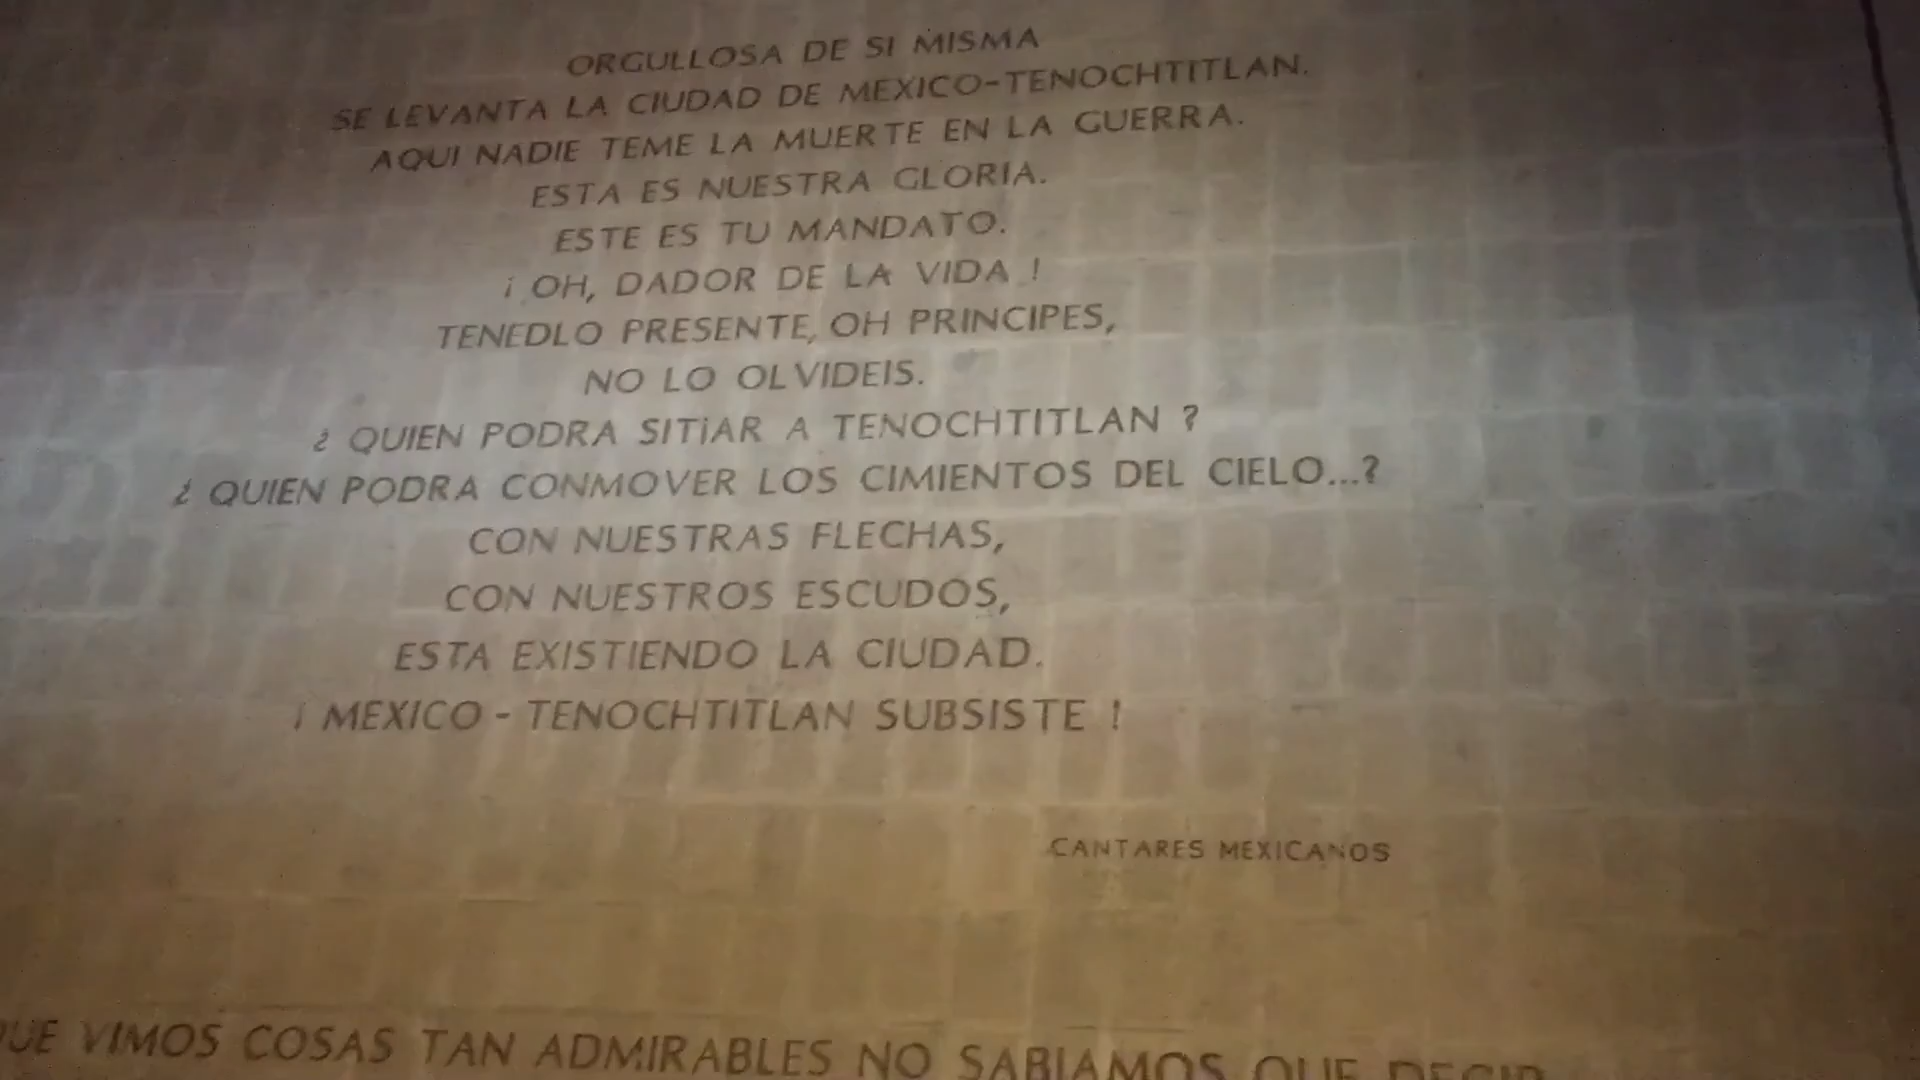 ORGULLOSA DE SI MISMA
SE LEVANTA LA CIUDAD DE MEXICO-TENOCHTITLAN.
AQUI NADIE TEME LA MUERTE EN LA GUERRA.
ESTA ES NUESTRA GLORIA.
ESTE ES TU MANDATO.
¡ OH, DADOR DE LA VIDA !
TENEDLO PRESENTE, OH PRINCIPES,
NO LO OLVIDEIS.
¿ QUIEN PODRA SITiAR A TENOCHTITLAN ?
¿ QUIEN PODRA CONMOVER LOS CIMIENTOS DEL CIELO...?
CON NUESTRAS FLECHAS,
CON NUESTROS ESCUDOS,
ESTA EXISTIENDO LA CIUDAD.
¡ MEXICO - TENOCHTITLAN SUBSISTE !
CANTARES MEXICANOS
VIMOS COSAS TAN ADMIRABLES NO SABIAMOS QUE DECIR